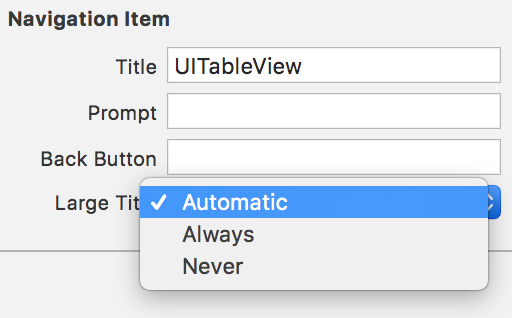 Navigation Item
Title UITableView
Prompt
Back Button
Large Tit
✓ Automatic
Always
Never